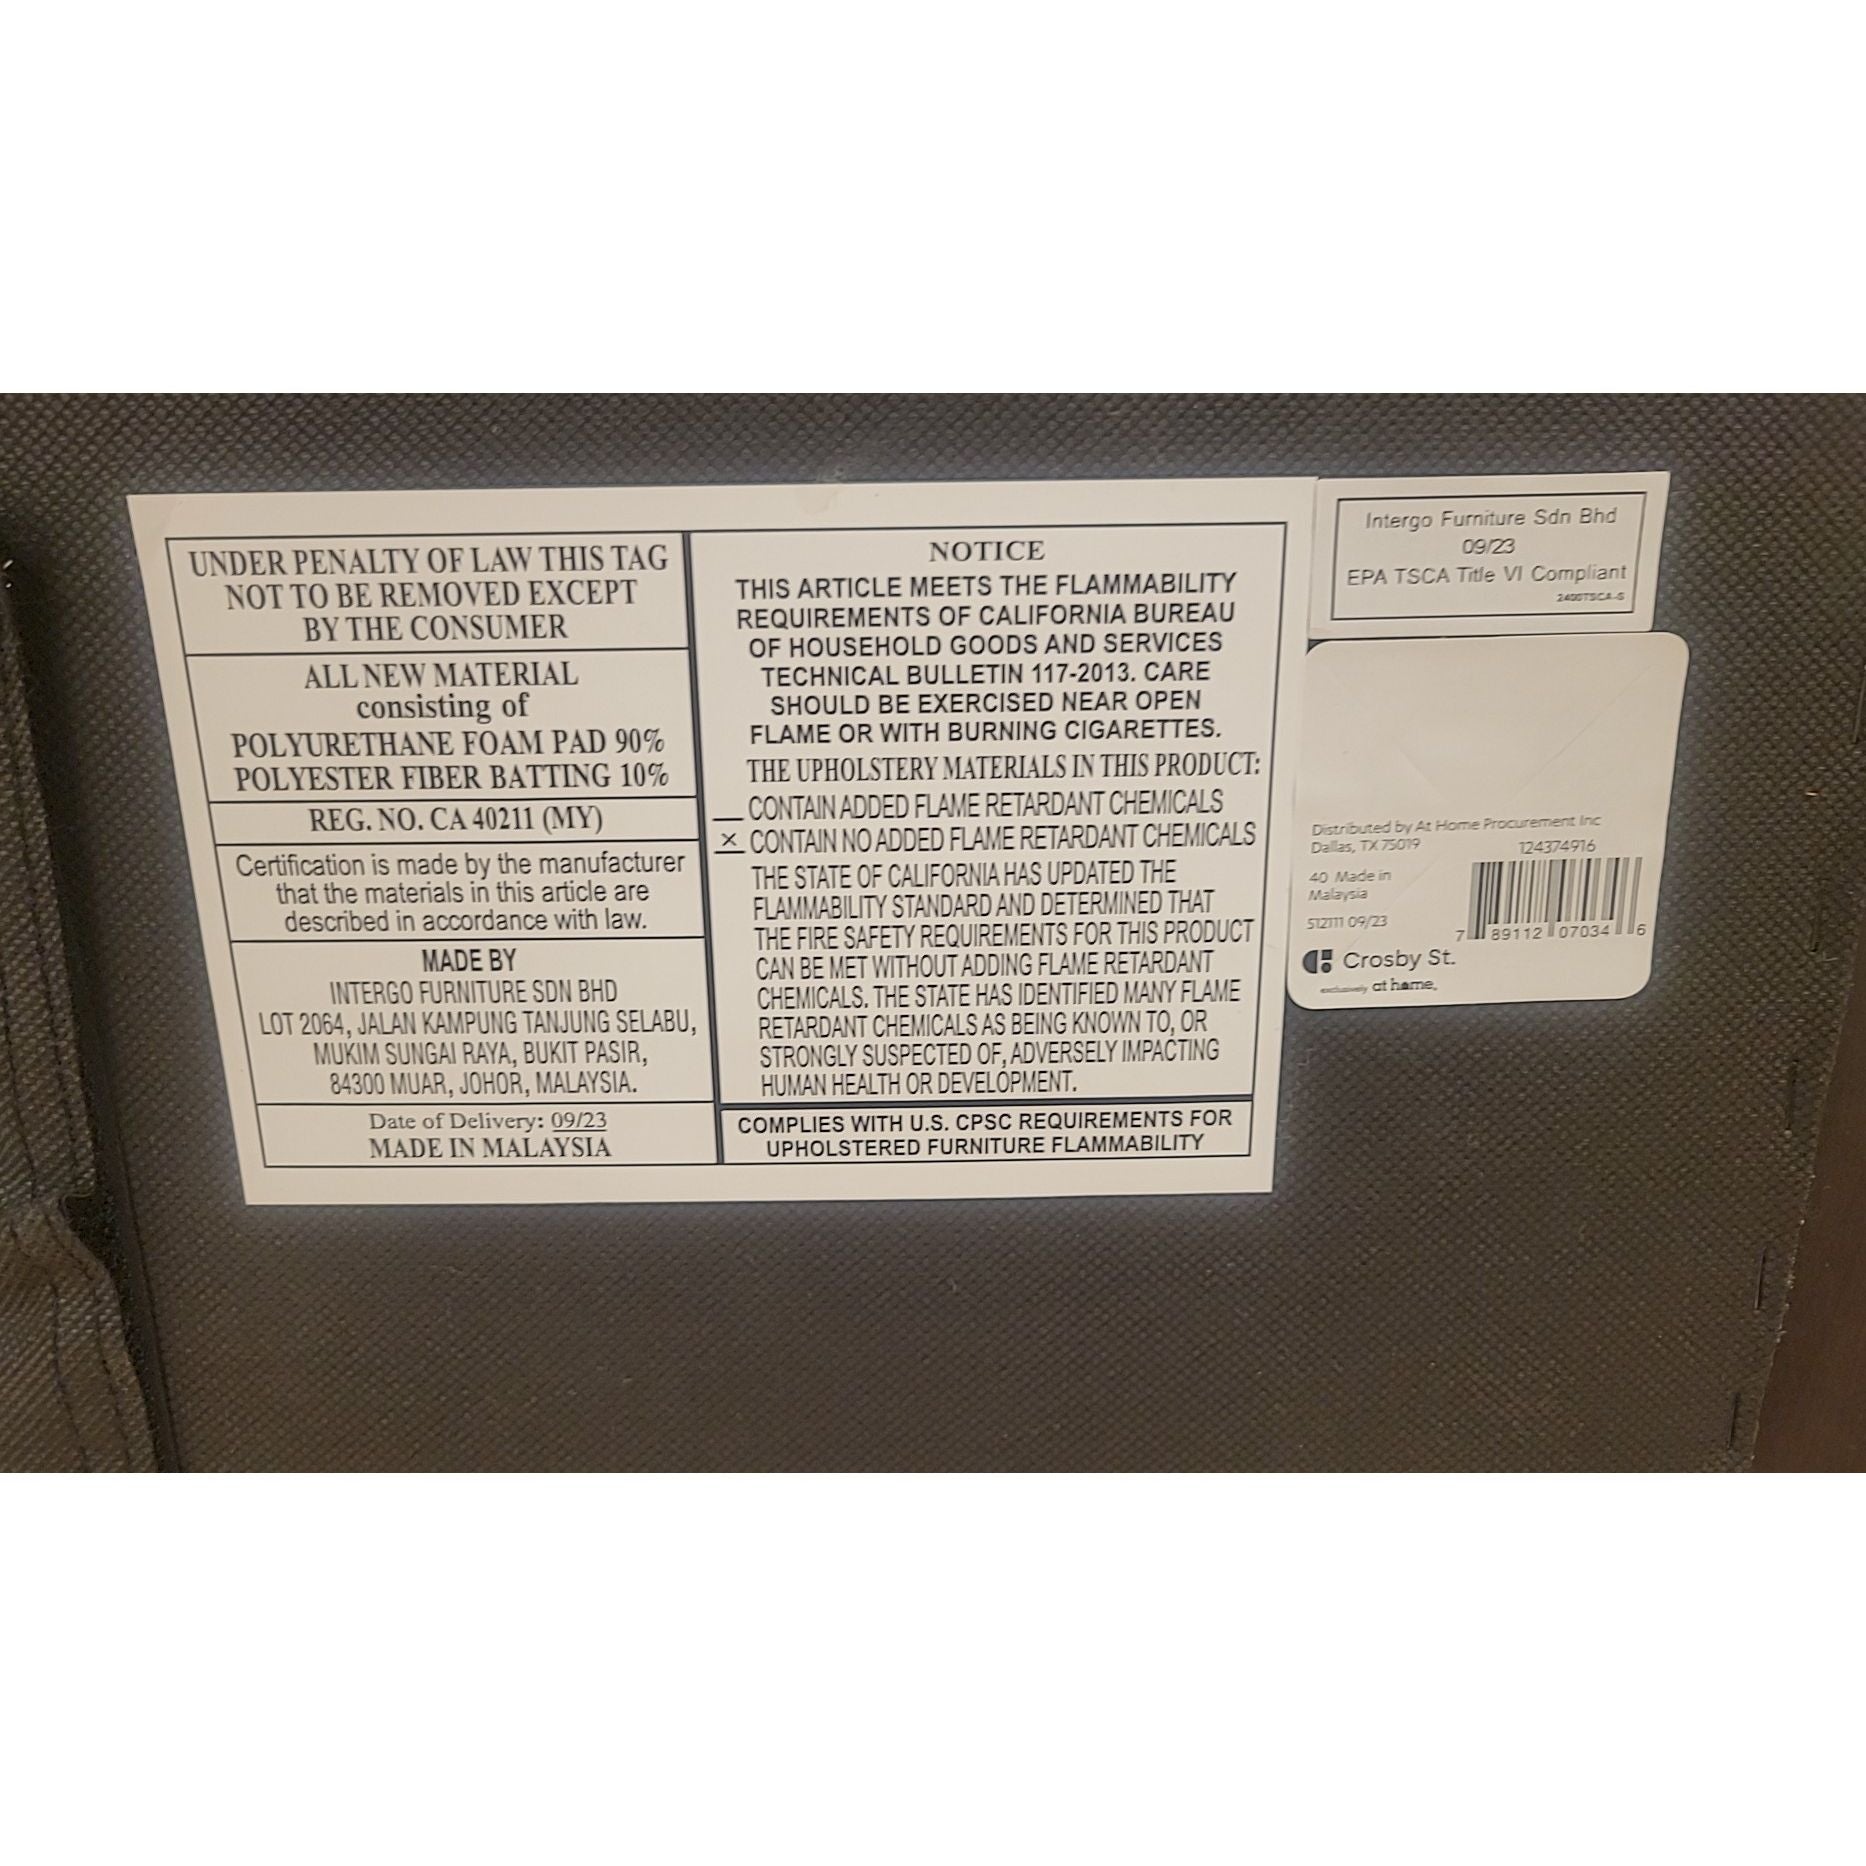 UNDER PENALTY OF LAW THIS TAG
NOT TO BE REMOVED EXCEPT
BY THE CONSUMER
ALL NEW MATERIAL
consisting of
POLYURETHANE FOAM PAD 90%
POLYESTER FIBER BATTING 10%
REG. NO. CA 40211 (MY)
Certification is made by the manufacturer
that the materials in this article are
described in accordance with law.
MADE BY
INTERGO FURNITURE SDN BHD
LOT 2064, JALAN KAMPUNG TANJUNG SELABU,
MUKIM SUNGAI RAYA, BUKIT PASIR,
84300 MUAR, JOHOR, MALAYSIA.
Date of Delivery: 09/23
MADE IN MALAYSIA
NOTICE
THIS ARTICLE MEETS THE FLAMMABILITY
REQUIREMENTS OF CALIFORNIA BUREAU
OF HOUSEHOLD GOODS AND SERVICES
TECHNICAL BULLETIN 117-2013. CARE
SHOULD BE EXERCISED NEAR OPEN
FLAME OR WITH BURNING CIGARETTES.
THE UPHOLSTERY MATERIALS IN THIS PRODUCT:
__ CONTAIN ADDED FLAME RETARDANT CHEMICALS
X CONTAIN NO ADDED FLAME RETARDANT CHEMICALS
THE STATE OF CALIFORNIA HAS UPDATED THE
FLAMMABILITY STANDARD AND DETERMINED THAT
THE FIRE SAFETY REQUIREMENTS FOR THIS PRODUCT
CAN BE MET WITHOUT ADDING FLAME RETARDANT
CHEMICALS. THE STATE HAS IDENTIFIED MANY FLAME
RETARDANT CHEMICALS AS BEING KNOWN TO, OR
STRONGLY SUSPECTED OF, ADVERSELY IMPACTING
HUMAN HEALTH OR DEVELOPMENT.
COMPLIES WITH U.S. CPSC REQUIREMENTS FOR
UPHOLSTERED FURNITURE FLAMMABILITY
Intergo Furniture Sdn Bhd
09/23
EPA TSCA Title VI Compliant
2400TSCA-S
Distributed by At Home Procurement Inc
Dallas, TX 75019
124374916
40 Made in
Malaysia
512111 09/23
7 89112 07034 6
Crosby St.
exclusively at home.